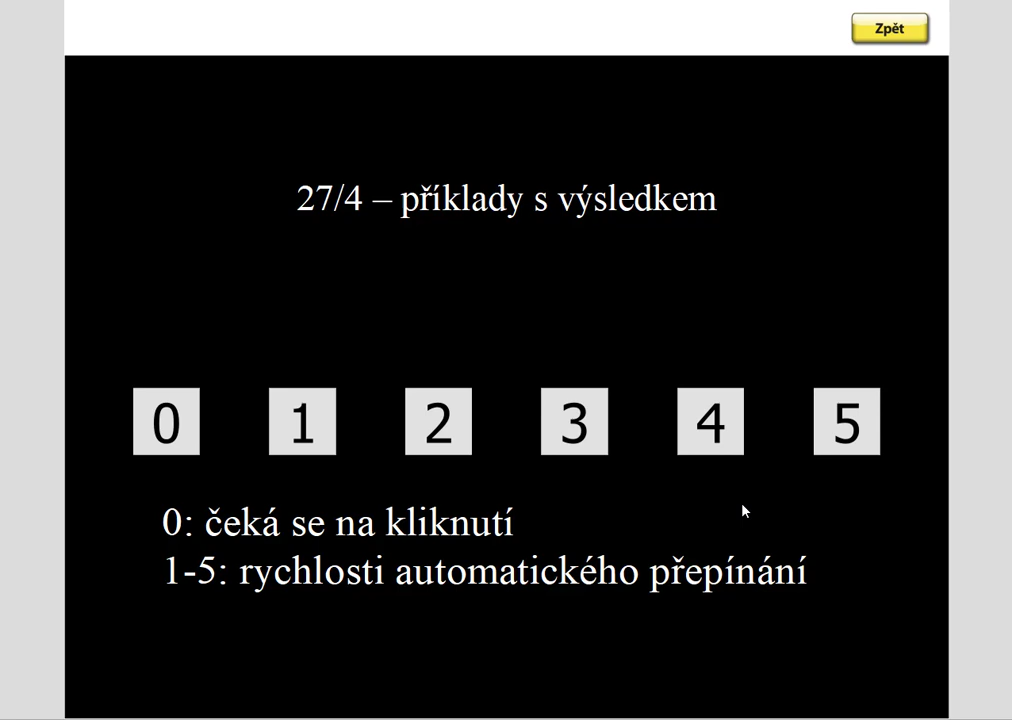 Zpět
27/4 – příklady s výsledkem
0 1 2 3 4 5
0: čeká se na kliknutí
1-5: rychlosti automatického přepínání